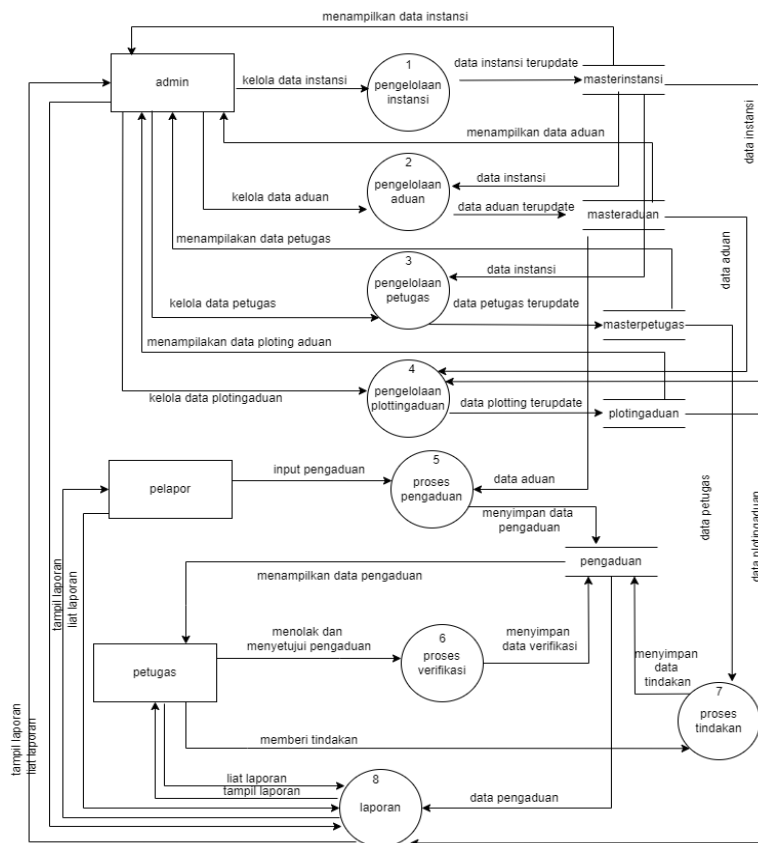 menampilkan data instansi
admin
kelola data instansi
1
pengelolaan
instansi
data instansi terupdate
masterinstansi
data instansi
menampilkan data aduan
2
pengelolaan
aduan
data instansi
kelola data aduan
data aduan terupdate
masteraduan
data aduan
menampilakan data petugas
3
pengelolaan
petugas
data instansi
kelola data petugas
data petugas terupdate
masterpetugas
menampilakan data ploting aduan
4
pengelolaan
plottingaduan
kelola data plotingaduan
data plotting terupdate
plotingaduan
pelapor
input pengaduan
5
proses
pengaduan
data aduan
menyimpan data
pengaduan
data petugas
data plotingaduan
tampil laporan
liat laporan
menampilkan data pengaduan
pengaduan
petugas
menolak dan
menyetujui pengaduan
6
proses
verifikasi
menyimpan
data verifikasi
menyimpan
data
tindakan
7
proses
tindakan
memberi tindakan
tampil laporan
liat laporan
liat laporan
tampil laporan
8
laporan
data pengaduan